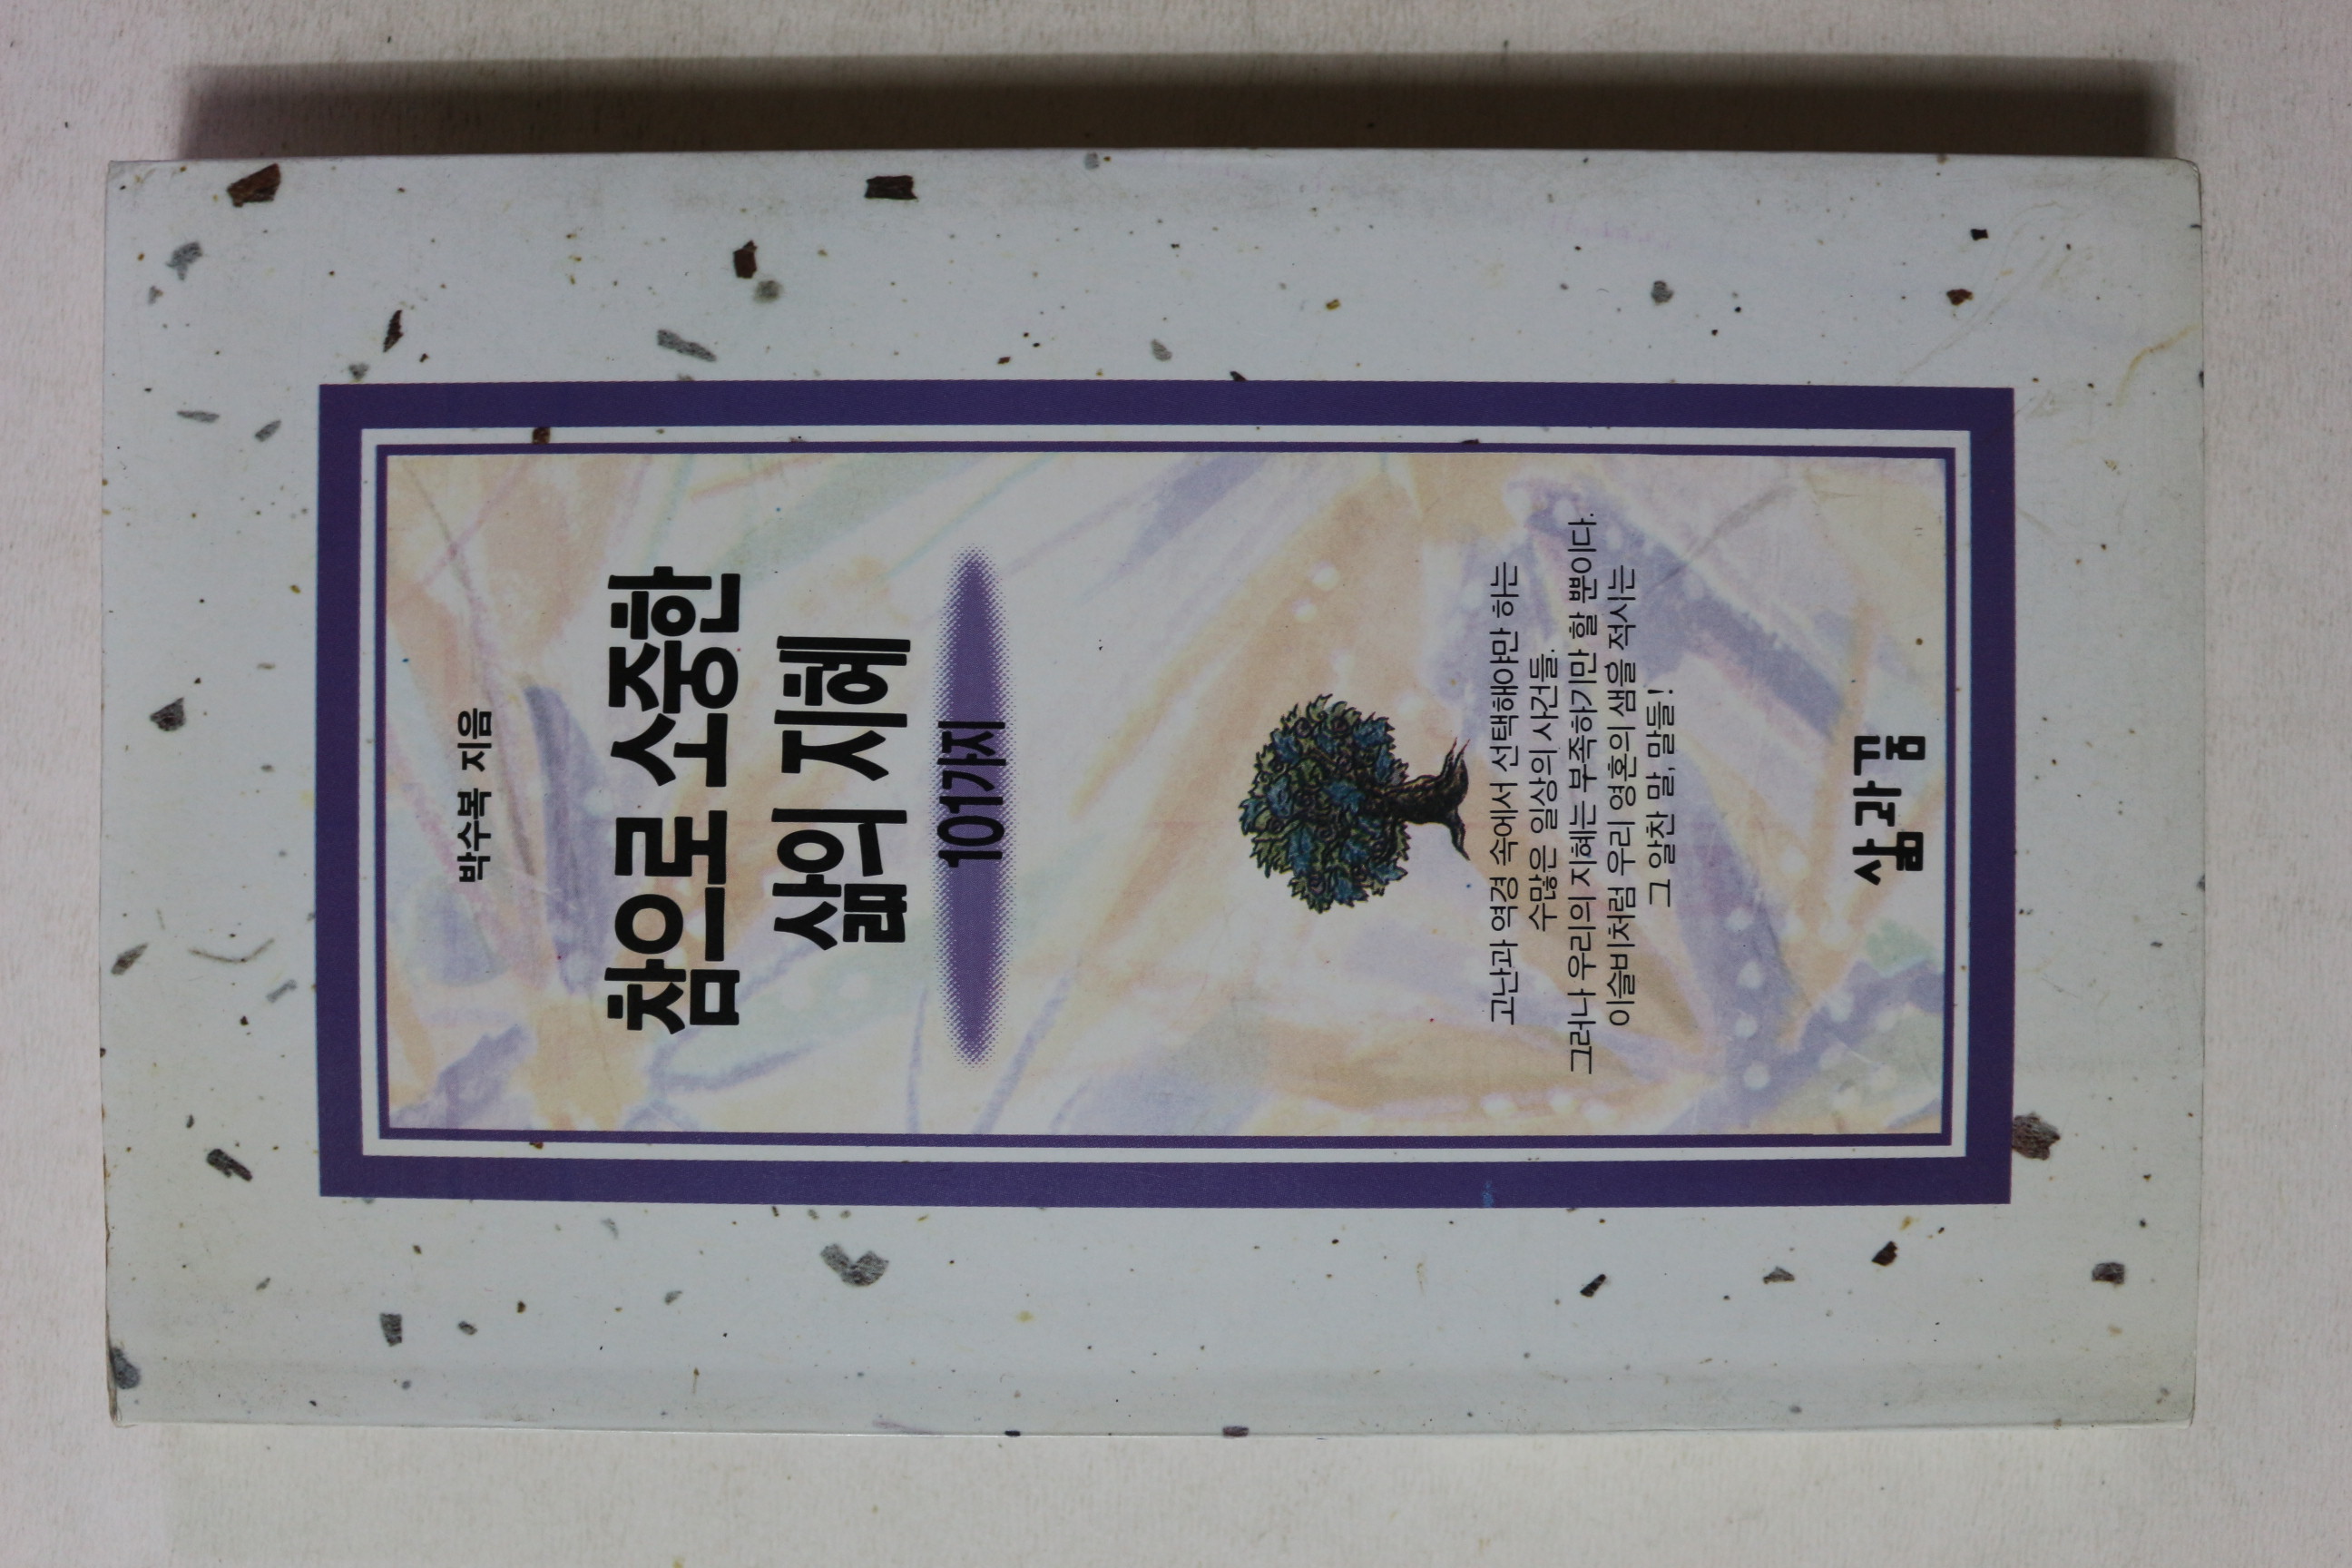 박수복 지음
참으로 소중한
삶의 지혜
101가지
고난과 역경 속에서 선택해야만 하는
수많은 일상의 사건들.
그러나 우리의 지혜는 부족하기만 할 뿐이다.
이슬비처럼 우리 영혼의 샘을 적시는
그 알찬 말, 말들!
삶과꿈